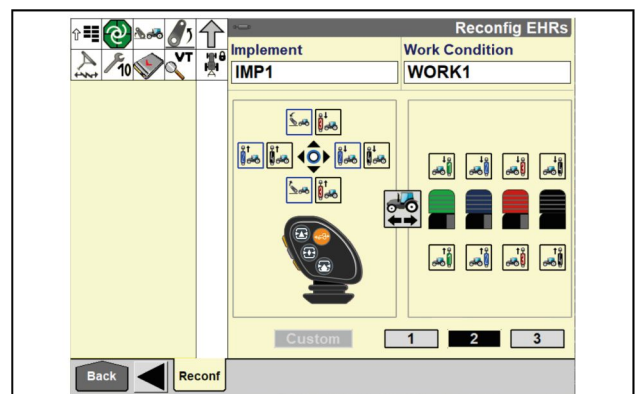 Reconfig EHRs
Implement
Work Condition
IMP1
WORK1
VT
10
L
Custom
1
2
3
Back
Reconf